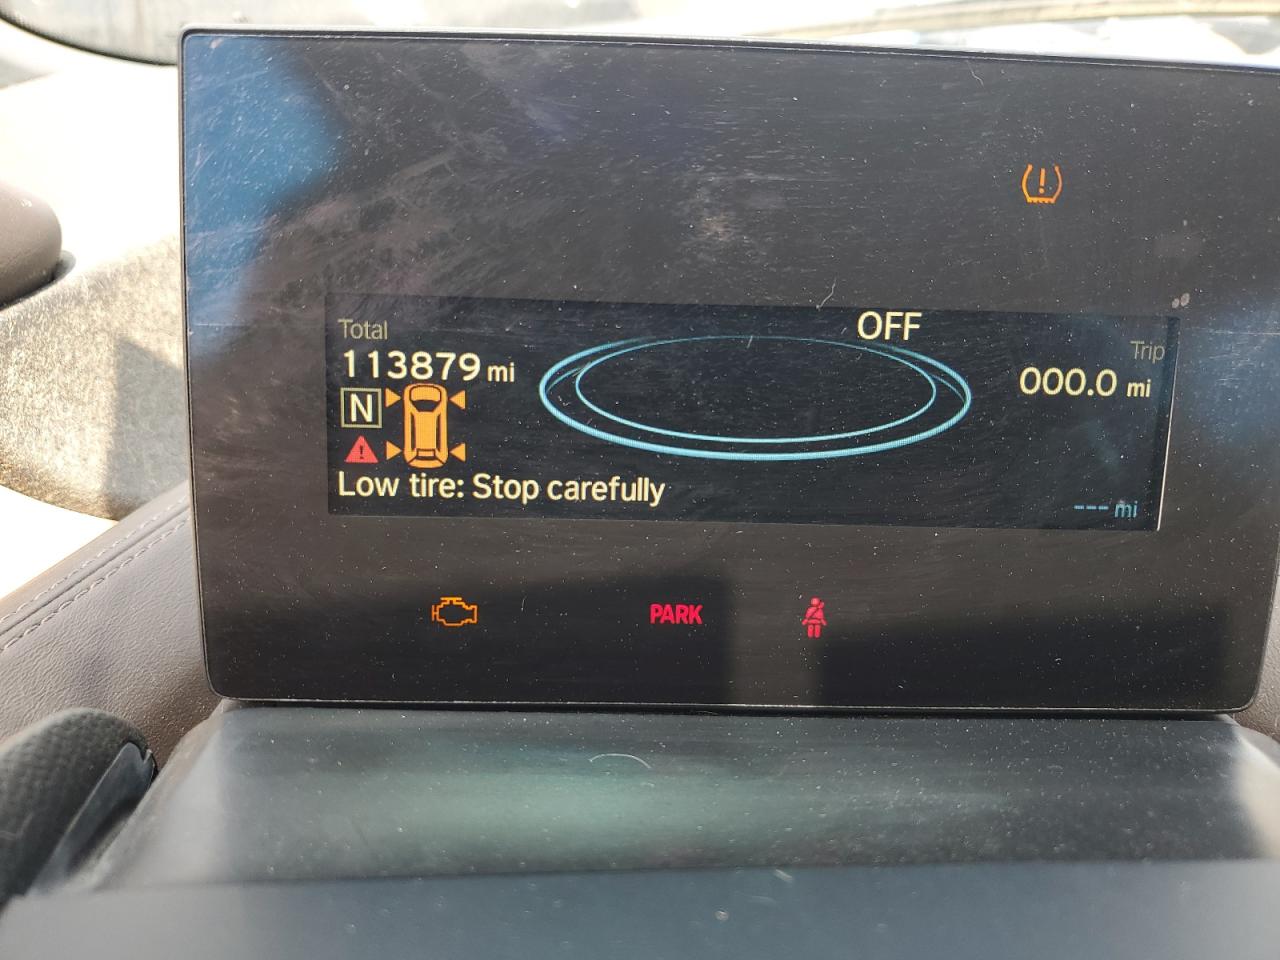 OFF
Total
Trip
113879 mi
000.0 mi
N
Low tire: Stop carefully
--- mi
PARK